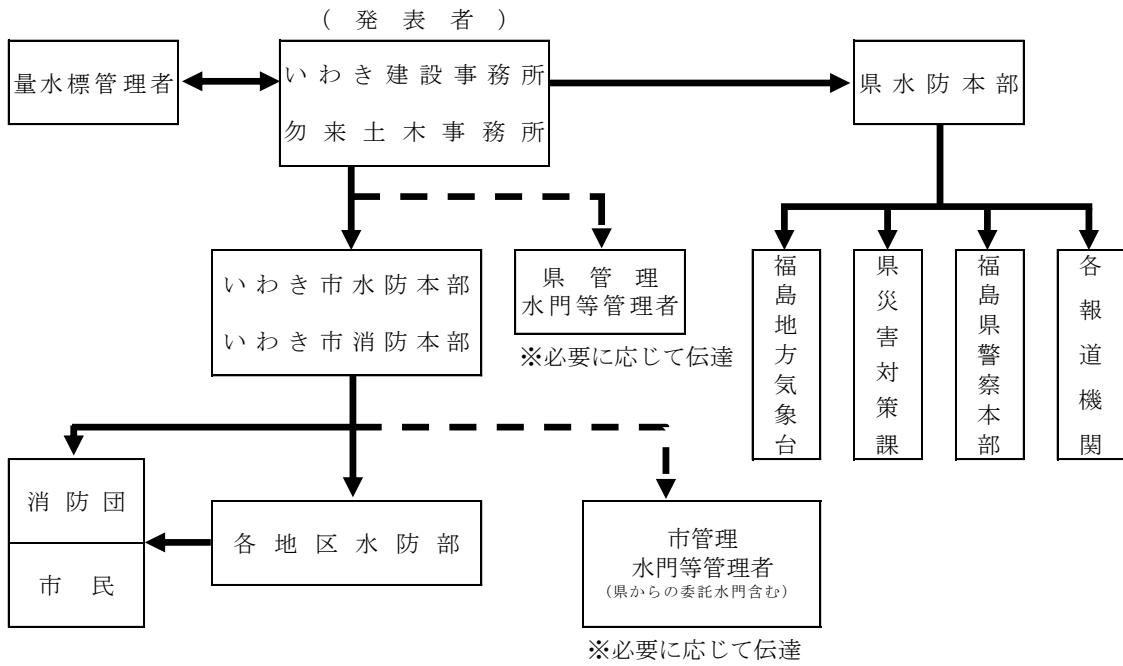 (発表者)
量水標管理者
いわき建設事務所
勿来土木事務所
県水防本部
いわき市水防本部
いわき市消防本部
県管理
水門等管理者
※必要に応じて伝達
福島地方気象台
県災害対策課
福島県警察本部
各報道機関
消防団
市民
各地区水防部
市管理
水門等管理者
(県からの委託水門含む)
※必要に応じて伝達